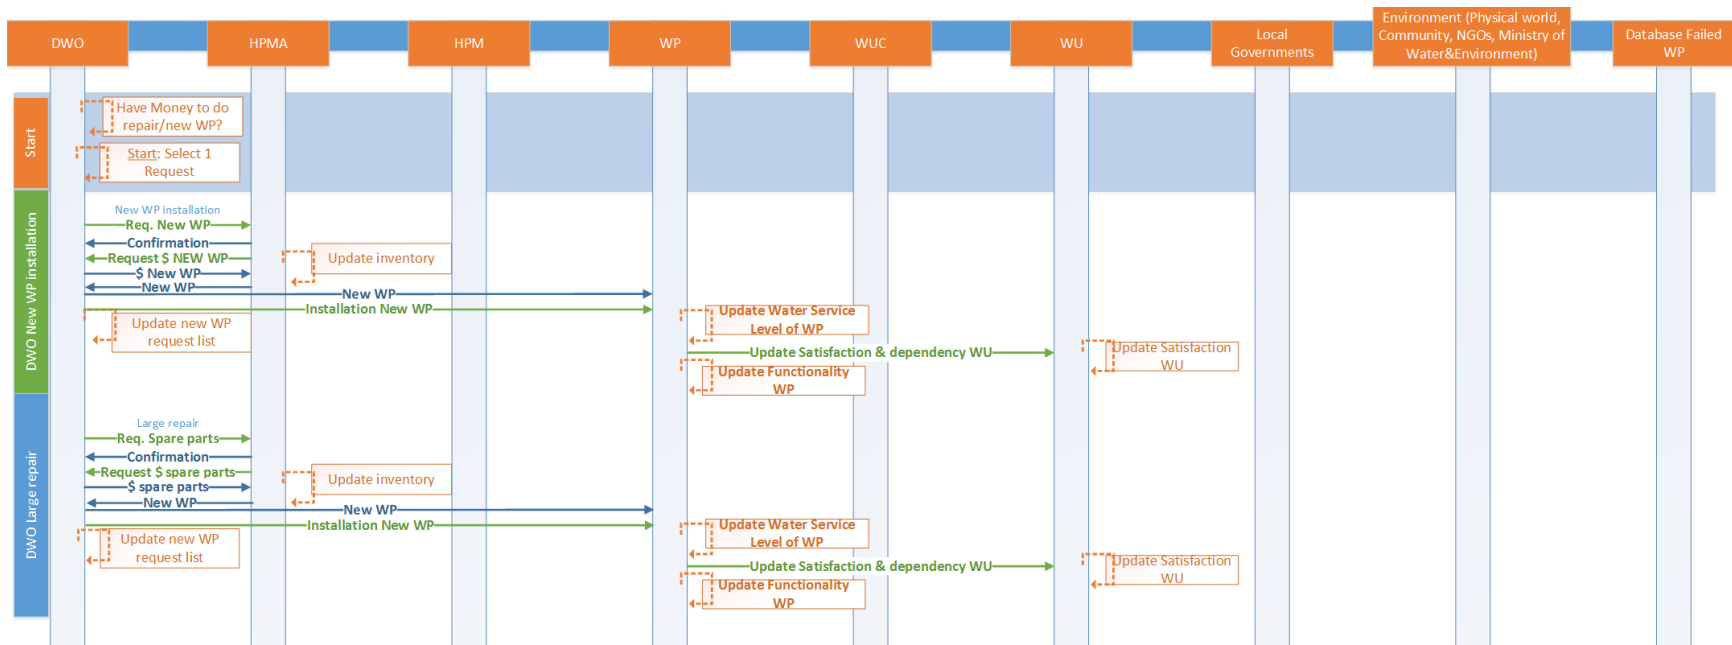 DWO
HPMA
HPM
WP
WUC
WU
Local
Governments
Environment (Physical world,
Community, NGOs, Ministry of
Water&Environment)
Database Failed
WP
Start
Have Money to do
repair/new WP?
Start: Select 1
Request
DWO New WP installation
New WP installation
Req. New WP
Confirmation
Request $ NEW WP
Update inventory
$ New WP
New WP
New WP
Installation New WP
Update new WP
request list
Update Water Service
Level of WP
Update Satisfaction & dependency WU
Update Satisfaction
WU
Update Functionality
WP
DWO Large repair
Large repair
Req. Spare parts
Confirmation
Request $ spare parts
Update inventory
$ spare parts
New WP
New WP
Installation New WP
Update new WP
request list
Update Water Service
Level of WP
Update Satisfaction & dependency WU
Update Satisfaction
WU
Update Functionality
WP